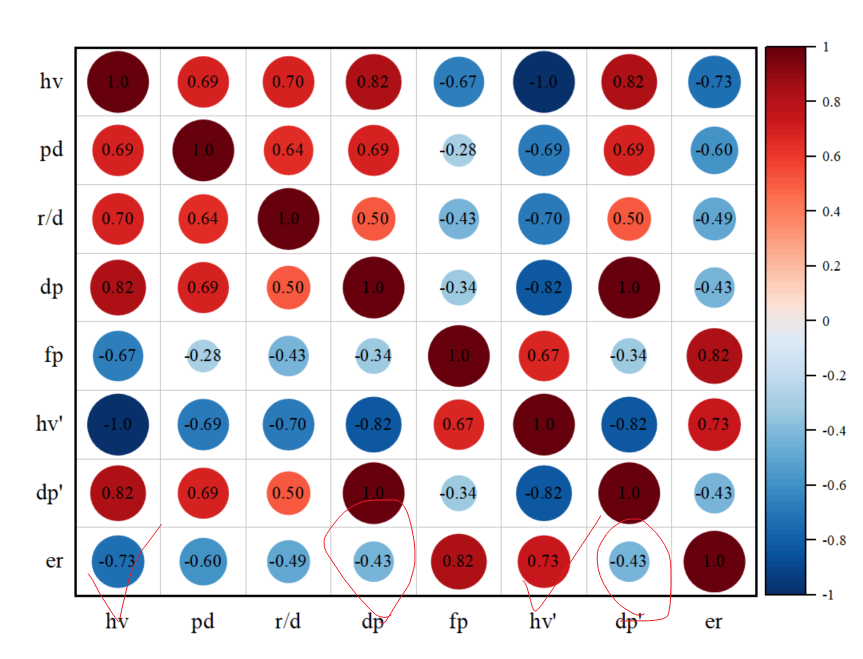 hv 1.0 0.69 0.70 0.82 -0.67 -1.0 0.82 -0.73
pd 0.69 1.0 0.64 0.69 -0.28 -0.69 0.69 -0.60
r/d 0.70 0.64 1.0 0.50 -0.43 -0.70 0.50 -0.49
dp 0.82 0.69 0.50 1.0 -0.34 -0.82 1.0 -0.43
fp -0.67 -0.28 -0.43 -0.34 1.0 0.67 -0.34 0.82
hv' -1.0 -0.69 -0.70 -0.82 0.67 1.0 -0.82 0.73
dp' 0.82 0.69 0.50 1.0 -0.34 -0.82 1.0 -0.43
er -0.73 -0.60 -0.49 -0.43 0.82 0.73 -0.43 1.0
hv pd r/d dp fp hv' dp' er
1
0.8
0.6
0.4
0.2
0
-0.2
-0.4
-0.6
-0.8
-1